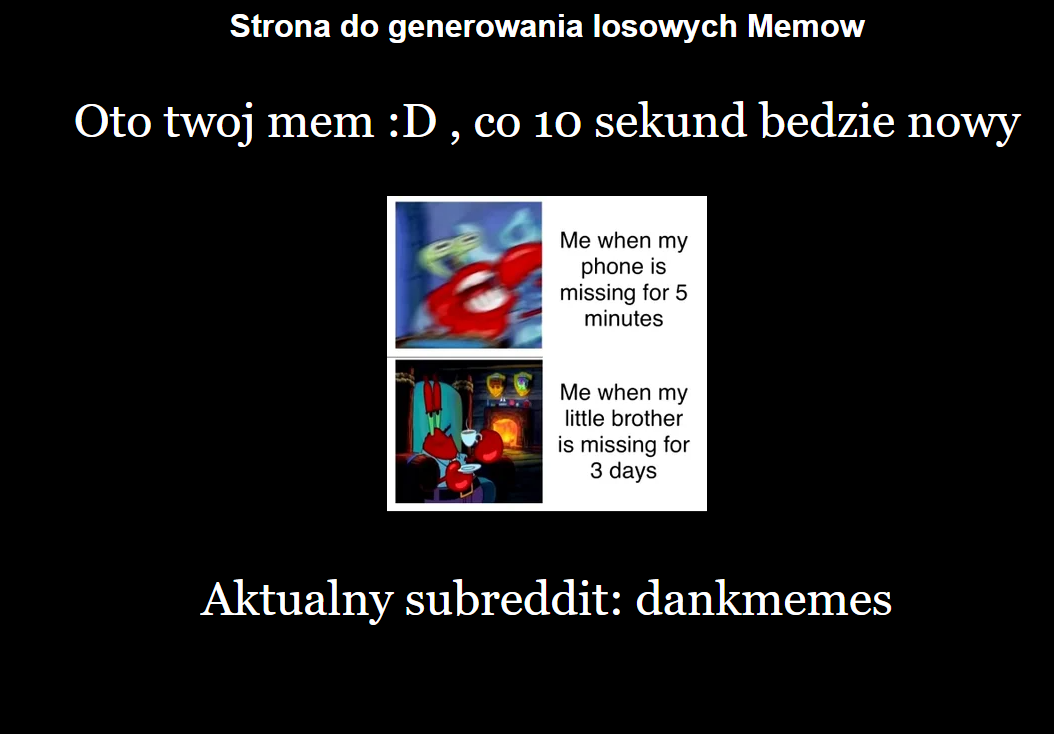 Strona do generowania losowych Memow
Oto twoj mem :D , co 10 sekund bedzie nowy
Me when my
phone is
missing for 5
minutes
Me when my
little brother
is missing for
3 days
Aktualny subreddit: dankmemes